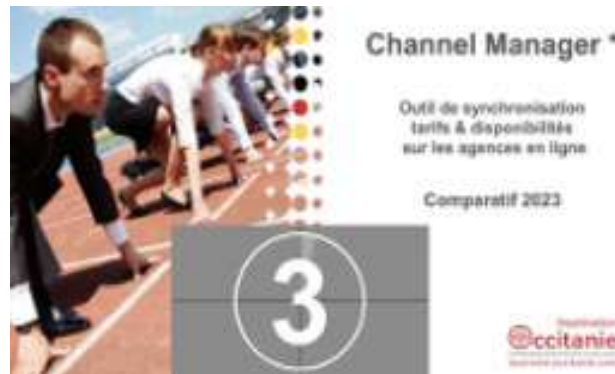 Channel Manager *
Outil de synchronisation
tarifs & disponibilités
sur les agences en ligne
Comparatif 2023
3
Occitanie